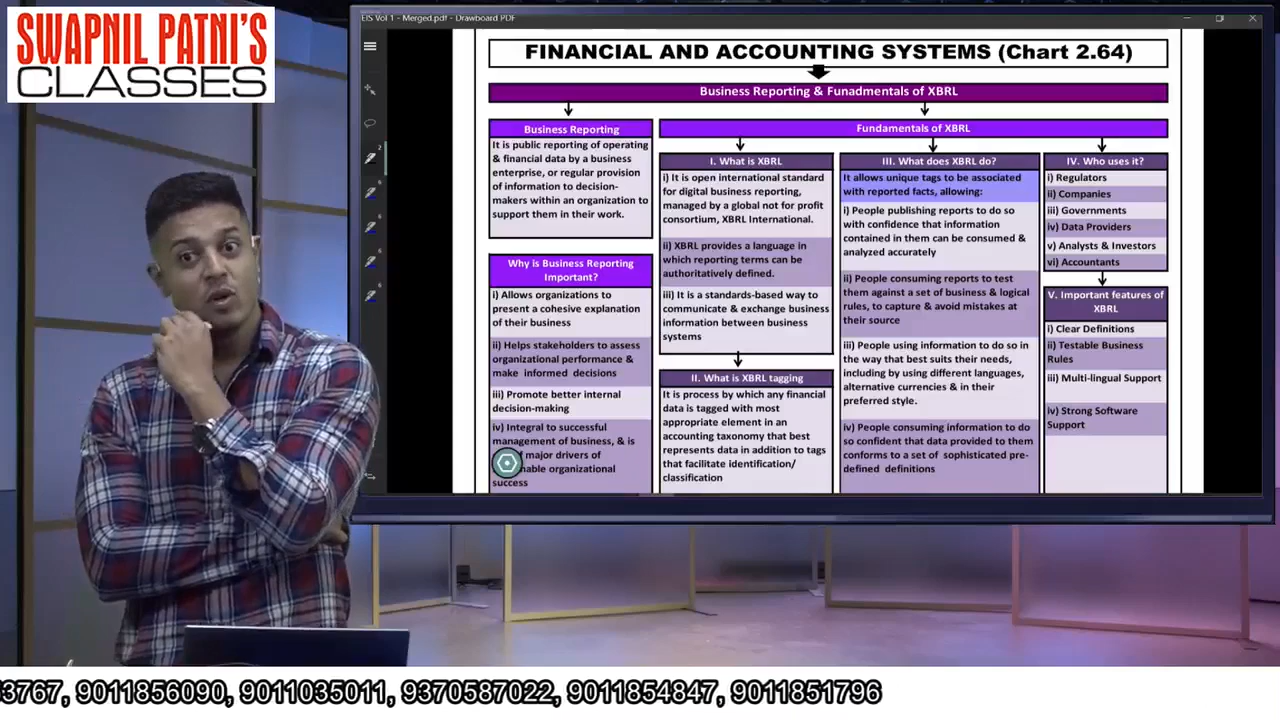 SWAPNIL PATNI'S
CLASSES
EIS Vol 1 - Merged.pdf - Drawboard PDF
FINANCIAL AND ACCOUNTING SYSTEMS (Chart 2.64)
Business Reporting & Funadmentals of XBRL
Business Reporting
It is public reporting of operating
& financial data by a business
enterprise, or regular provision
of information to decision-
makers within an organization to
support them in their work.
Why is Business Reporting
Important?
i) Allows organizations to
present a cohesive explanation
of their business
ii) Helps stakeholders to assess
organizational performance &
make informed decisions
iii) Promote better internal
decision-making
iv) Integral to successful
management of business, & is
major drivers of
organizational
success
Fundamentals of XBRL
I. What is XBRL
i) It is open international standard
for digital business reporting,
managed by a global not for profit
consortium, XBRL International.
ii) XBRL provides a language in
which reporting terms can be
authoritatively defined.
iii) It is a standards-based way to
communicate & exchange business
information between business
systems
II. What is XBRL tagging
It is process by which any financial
data is tagged with most
appropriate element in an
accounting taxonomy that best
represents data in addition to tags
that facilitate identification/
classification
III. What does XBRL do?
It allows unique tags to be associated
with reported facts, allowing:
i) People publishing reports to do so
with confidence that information
contained in them can be consumed &
analyzed accurately
ii) People consuming reports to test
them against a set of business & logical
rules, to capture & avoid mistakes at
their source
iii) People using information to do so in
the way that best suits their needs,
including by using different languages,
alternative currencies & in their
preferred style.
iv) People consuming information to do
so confident that data provided to them
conforms to a set of sophisticated pre-
defined definitions
IV. Who uses it?
i) Regulators
ii) Companies
iii) Governments
iv) Data Providers
v) Analysts & Investors
vi) Accountants
V. Important features of
XBRL
i) Clear Definitions
ii) Testable Business
Rules
iii) Multi-lingual Support
iv) Strong Software
Support
3767, 9011856090, 9011035011, 9370587022, 9011854847, 9011851796